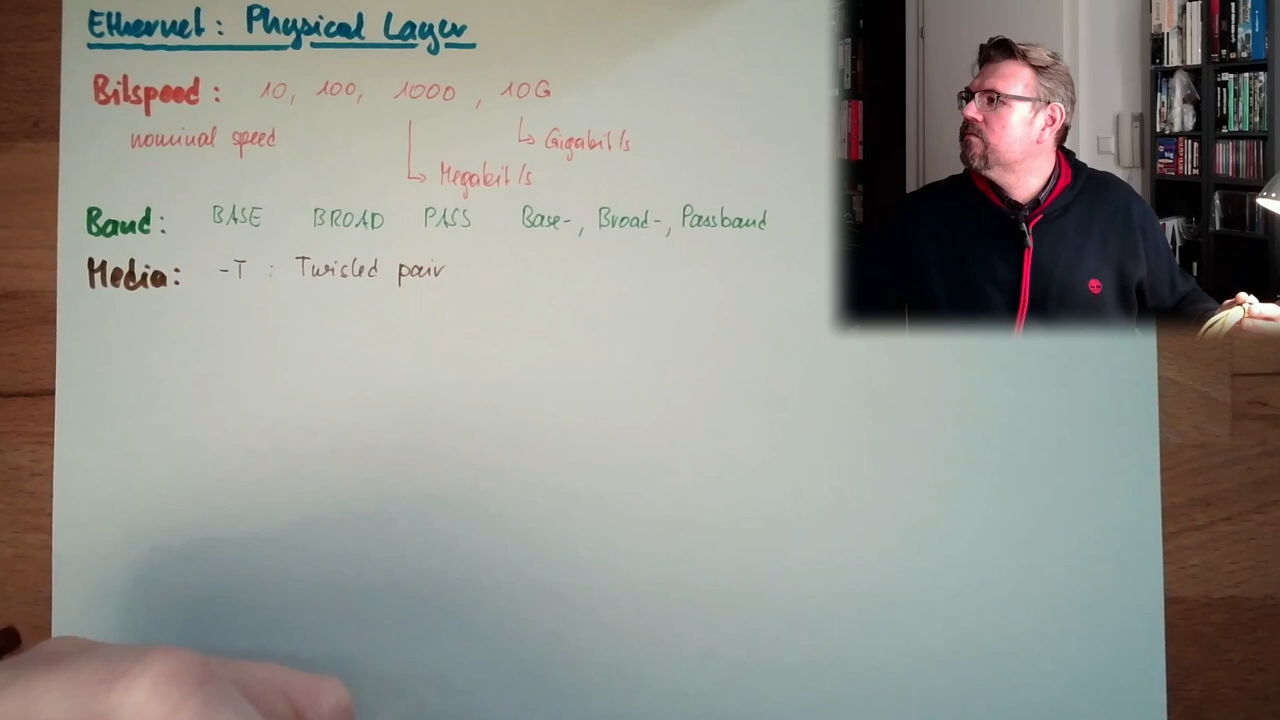 Ethernet: Physical Layer
Bitspeed: 10, 100, 1000, 10G
nominal speed
↳ Gigabit/s
↳ Megabit/s
Band: BASE BROAD PASS Base-, Broad-, Passband
Media: -T : Twisted pair